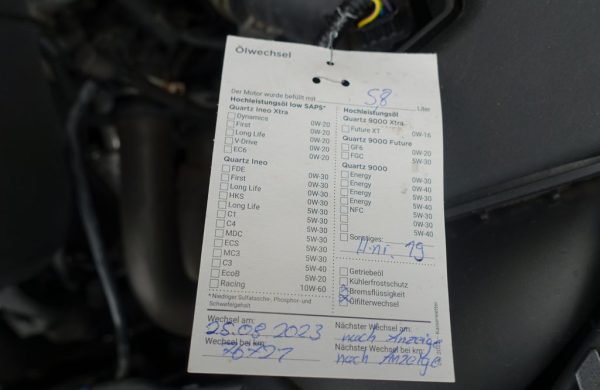 Ölwechsel
Der Motor wurde befüllt mit 5,8 Liter
Hochleistungsöl low SAPS*
Quartz Ineo Xtra
Dynamics 0W-20
First 0W-20
Long Life 0W-20
V-Drive 0W-20
EC6 0W-20
Quartz Ineo
FDE 0W-30
First 0W-30
Long Life 0W-30
HKS 5W-30
Long Life 5W-30
C1 5W-30
C4 5W-30
MDC 5W-30
ECS 5W-30
MC3 5W-30
C3 5W-40
EcoB 5W-20
Racing 10W-60
*Niedriger Sulfatasche-, Phosphor- und
Schwefelgehalt
Hochleistungsöl
Quartz 9000 Xtra
Future XT 0W-16
Quartz 9000 Future
GF6 0W-20
FGC 5W-30
Quartz 9000
Energy 0W-30
Energy 0W-40
Energy 5W-30
Energy 5W-40
NFC 5W-30
0W-30
5W-40
Sonstiges: 19
Getriebeöl
Kühlerfrostschutz
Bremsflüssigkeit
Ölfilterwechsel
Wechsel am:
25.08.2023
Wechsel bei km:
76721
Nächster Wechsel am:
nach Anzeige
Nächster Wechsel bei km:
nach Anzeige